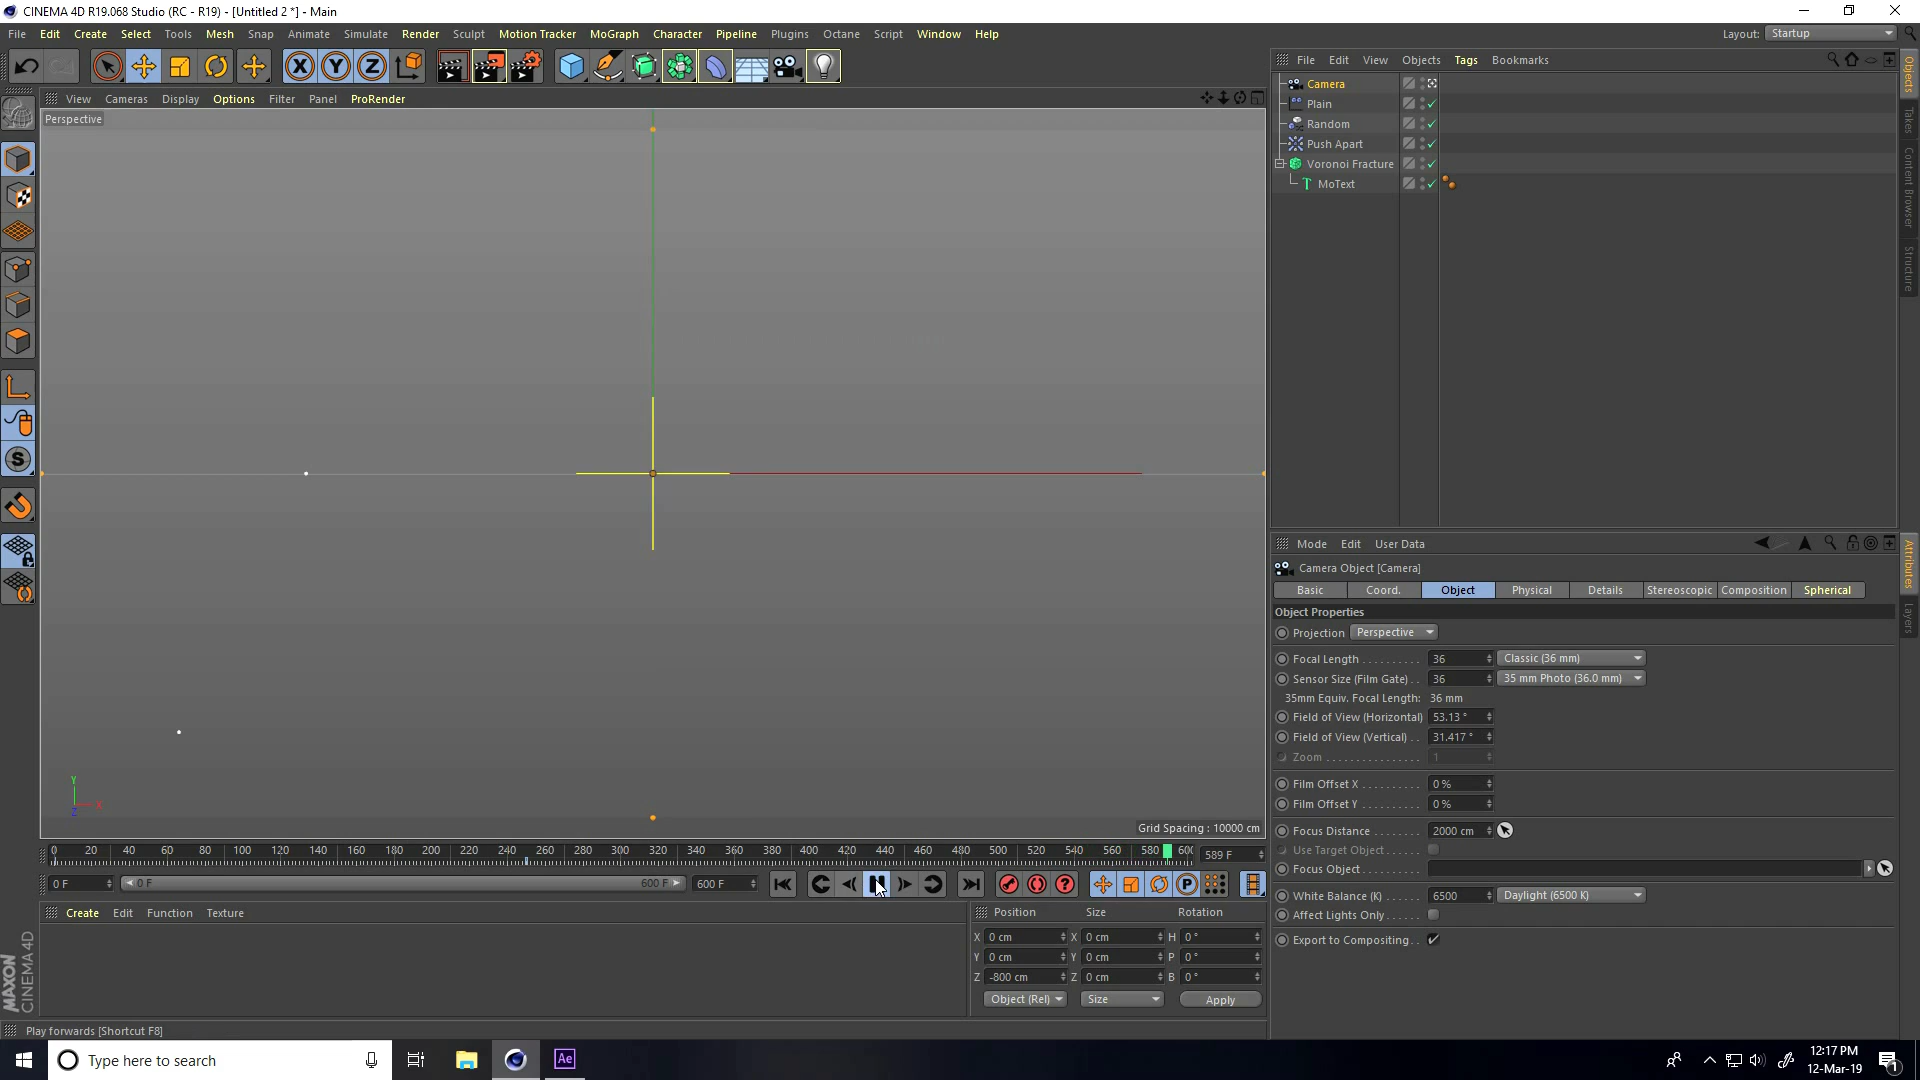 CINEMA 4D R19.068 Studio (RC - R19) - [Untitled 2 *] - Main
File Edit Create Select Tools Mesh Snap Animate Simulate Render Sculpt Motion Tracker MoGraph Character Pipeline Plugins Octane Script Window Help
Layout: Startup
X Y Z
File Edit View Objects Tags Bookmarks
View Cameras Display Options Filter Panel ProRender
Perspective
Camera
Plain
Random
Push Apart
Voronoi Fracture
MoText
Objects
Takes
Content Browser
Structure
Mode Edit User Data
Camera Object [Camera]
Basic Coord. Object Physical Details Stereoscopic Composition Spherical
Object Properties
Projection Perspective
Focal Length . . . . . . . . . . 36 Classic (36 mm)
Sensor Size (Film Gate) . . 36 35 mm Photo (36.0 mm)
35mm Equiv. Focal Length: 36 mm
Field of View (Horizontal) 53.13 °
Field of View (Vertical) . . 31.417 °
Zoom . . . . . . . . . . . . . . . 1
Film Offset X . . . . . . . . . . 0 %
Film Offset Y . . . . . . . . . . 0 %
Focus Distance . . . . . . . 2000 cm
Use Target Object . . . . . .
Focus Object . . . . . . . . .
White Balance (K) . . . . . . 6500 Daylight (6500 K)
Affect Lights Only . . . . . .
Export to Compositing . .
Attributes
Layers
Y
X
Z
Grid Spacing : 10000 cm
0 20 40 60 80 100 120 140 160 180 200 220 240 260 280 300 320 340 360 380 400 420 440 460 480 500 520 540 560 580 600
589 F
0 F 0 F 600 F 600 F
Create Edit Function Texture
Position Size Rotation
X 0 cm X 0 cm H 0 °
Y 0 cm Y 0 cm P 0 °
Z -800 cm Z 0 cm B 0 °
Object (Rel) Size Apply
MAXON
CINEMA 4D
Play forwards [Shortcut F8]
Type here to search
Ae
12:17 PM
12-Mar-19
1